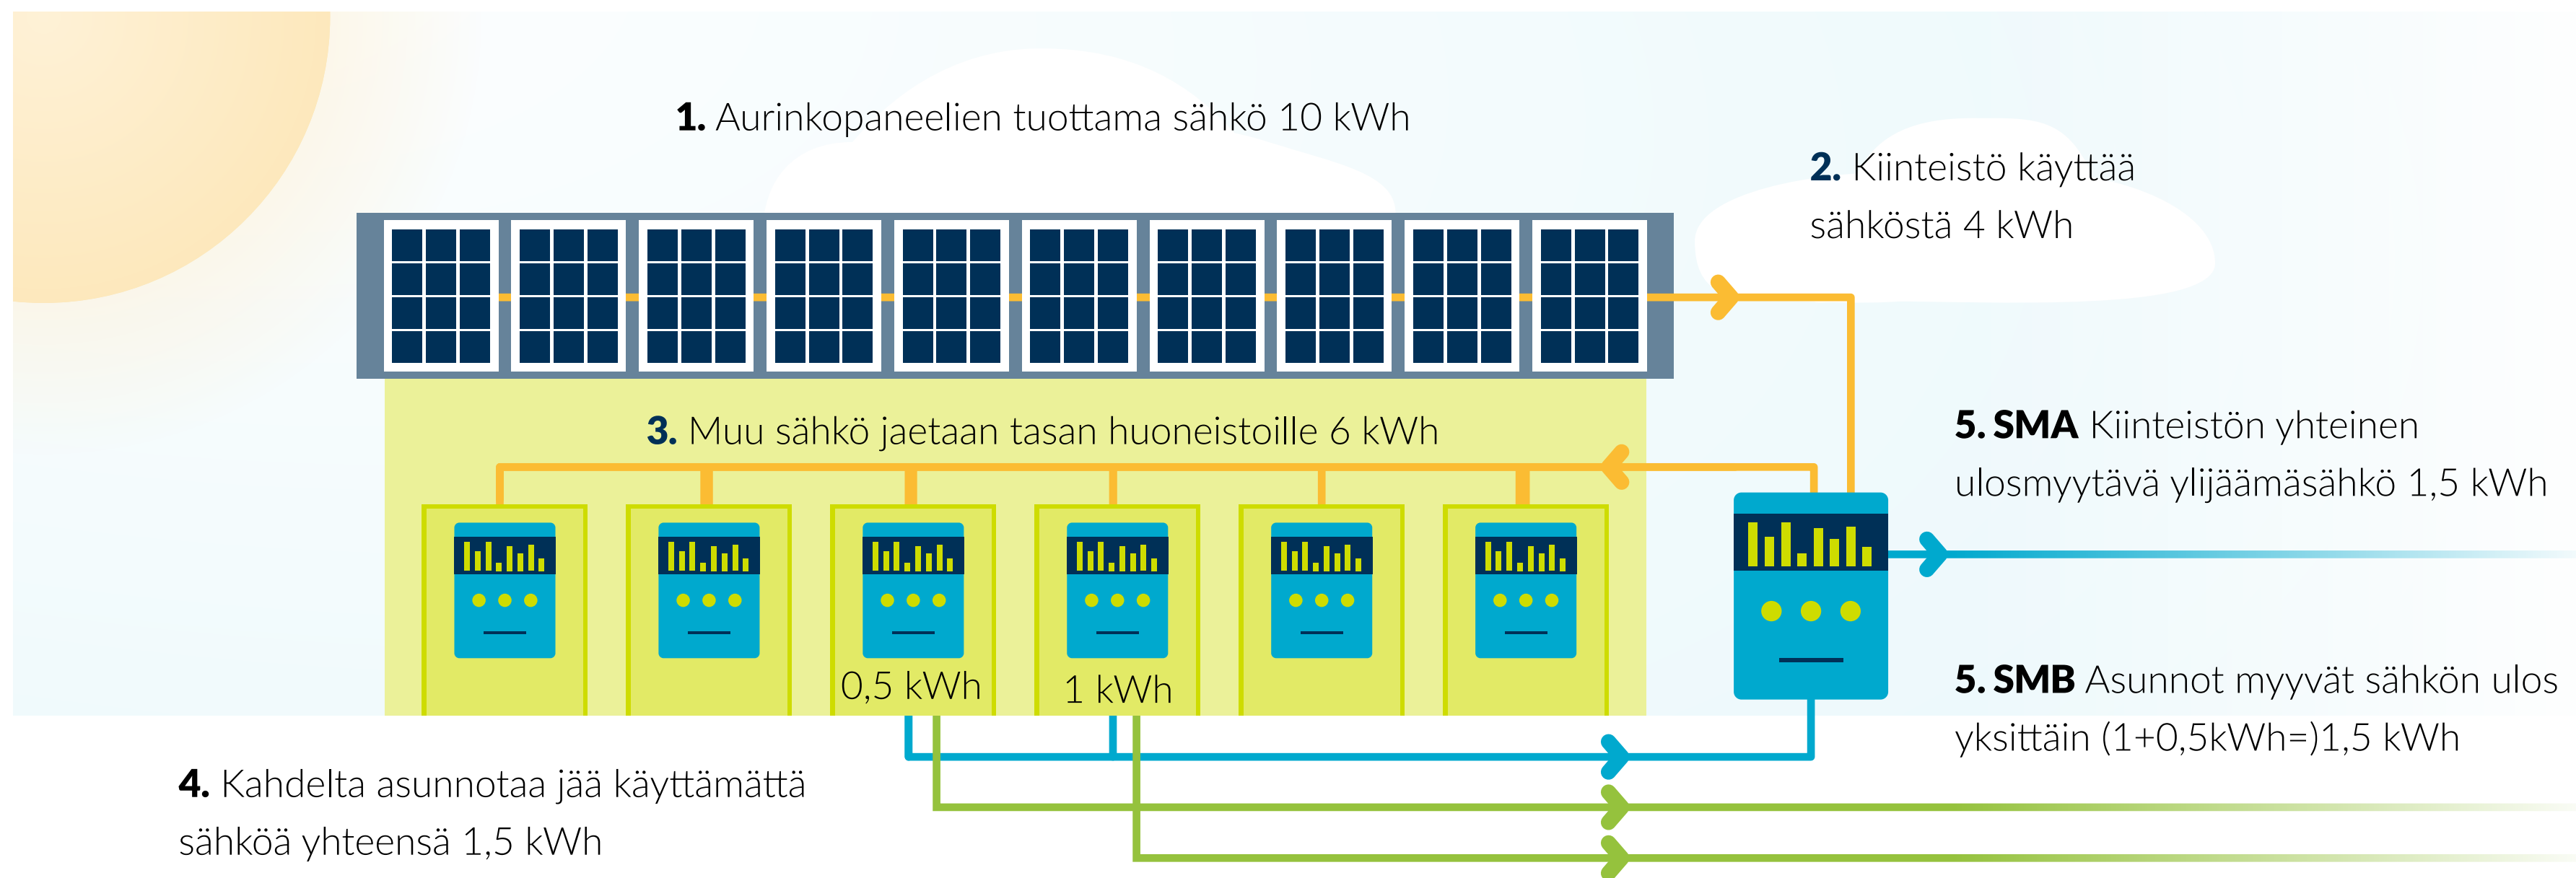 1. Aurinkopaneelien tuottama sähkö 10 kWh
2. Kiinteistö käyttää
sähköstä 4 kWh
3. Muu sähkö jaetaan tasan huoneistoille 6 kWh
5. SMA Kiinteistön yhteinen
ulosmyytävä ylijäämäsähkö 1,5 kWh
0,5 kWh
1 kWh
5. SMB Asunnot myyvät sähkön ulos
yksittäin (1+0,5kWh=)1,5 kWh
4. Kahdelta asunnotaa jää käyttämättä
sähköä yhteensä 1,5 kWh